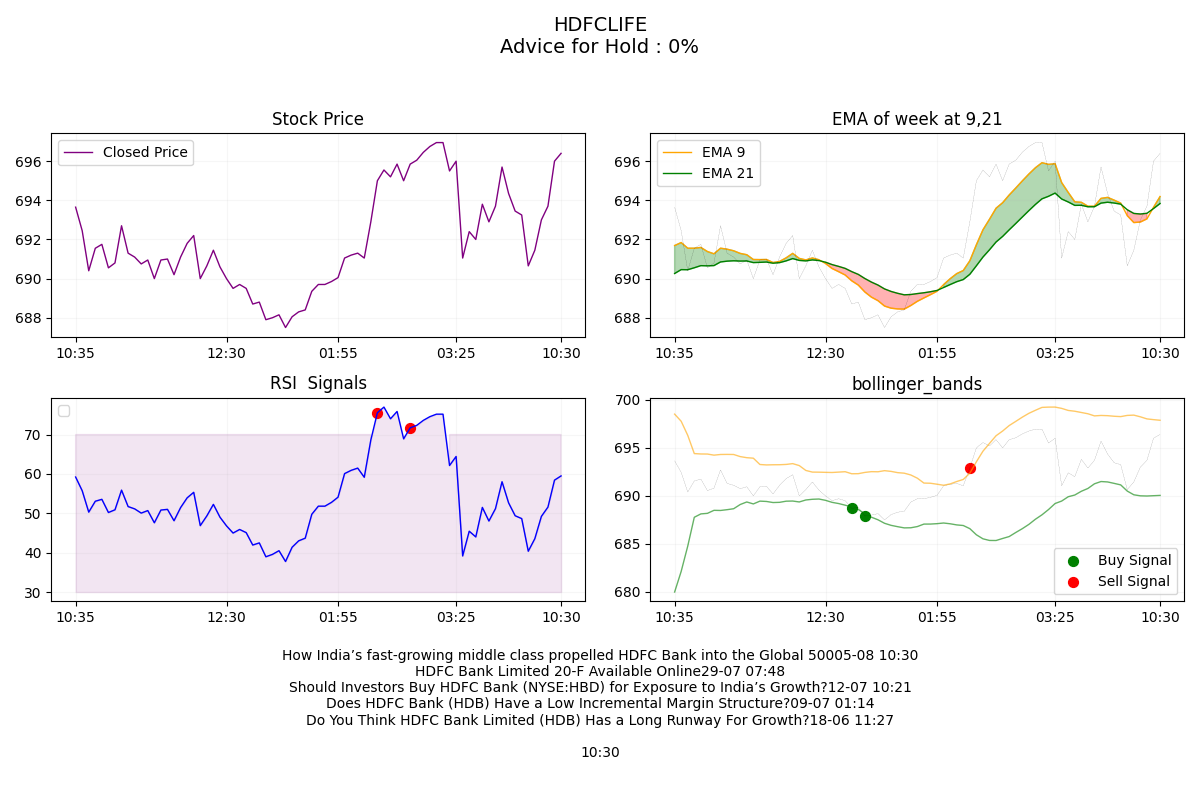 HDFCLIFE
Advice for Hold : 0%
Stock Price
Closed Price
696
694
692
690
688
10:35
12:30
01:55
03:25
10:30
EMA of week at 9,21
EMA 9
EMA 21
696
694
692
690
688
10:35
12:30
01:55
03:25
10:30
RSI  Signals
70
60
50
40
30
10:35
12:30
01:55
03:25
10:30
bollinger_bands
700
695
690
685
680
Buy Signal
Sell Signal
10:35
12:30
01:55
03:25
10:30
How India’s fast-growing middle class propelled HDFC Bank into the Global 50005-08 10:30
HDFC Bank Limited 20-F Available Online29-07 07:48
Should Investors Buy HDFC Bank (NYSE:HBD) for Exposure to India’s Growth?12-07 10:21
Does HDFC Bank (HDB) Have a Low Incremental Margin Structure?09-07 01:14
Do You Think HDFC Bank Limited (HDB) Has a Long Runway For Growth?18-06 11:27
10:30